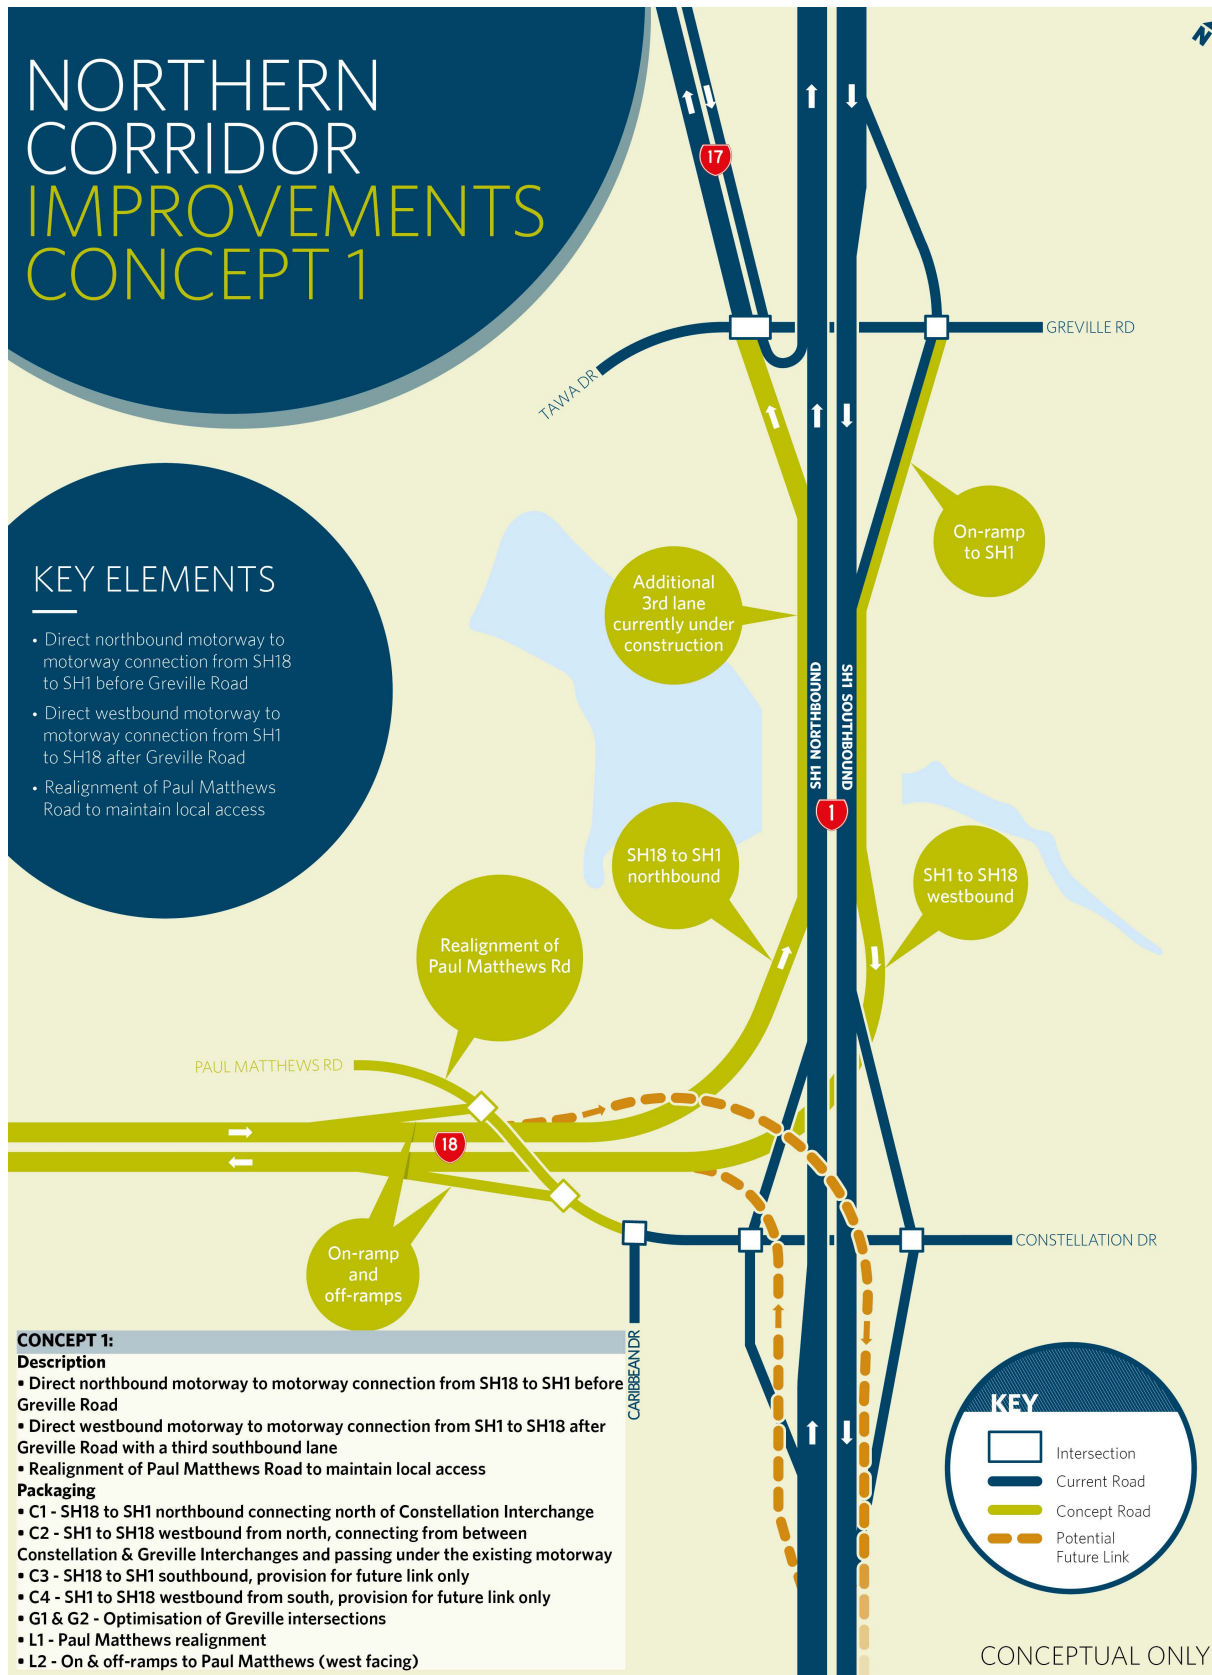 NORTHERN
CORRIDOR
IMPROVEMENTS
CONCEPT 1
N
17
GREVILLE RD
TAWA DR
On-ramp
to SH1
Additional
3rd lane
currently under
construction
KEY ELEMENTS
• Direct northbound motorway to
motorway connection from SH18
to SH1 before Greville Road
• Direct westbound motorway to
motorway connection from SH1
to SH18 after Greville Road
• Realignment of Paul Matthews
Road to maintain local access
SH1 NORTHBOUND
SH1 SOUTHBOUND
1
SH18 to SH1
northbound
SH1 to SH18
westbound
Realignment of
Paul Matthews Rd
PAUL MATTHEWS RD
18
On-ramp
and
off-ramps
CONSTELLATION DR
CARIBBEAN DR
CONCEPT 1:
Description
▪ Direct northbound motorway to motorway connection from SH18 to SH1 before
Greville Road
▪ Direct westbound motorway to motorway connection from SH1 to SH18 after
Greville Road with a third southbound lane
▪ Realignment of Paul Matthews Road to maintain local access
Packaging
▪ C1 - SH18 to SH1 northbound connecting north of Constellation Interchange
▪ C2 - SH1 to SH18 westbound from north, connecting from between
Constellation & Greville Interchanges and passing under the existing motorway
▪ C3 - SH18 to SH1 southbound, provision for future link only
▪ C4 - SH1 to SH18 westbound from south, provision for future link only
▪ G1 & G2 - Optimisation of Greville intersections
▪ L1 - Paul Matthews realignment
▪ L2 - On & off-ramps to Paul Matthews (west facing)
KEY
Intersection
Current Road
Concept Road
Potential
Future Link
CONCEPTUAL ONLY